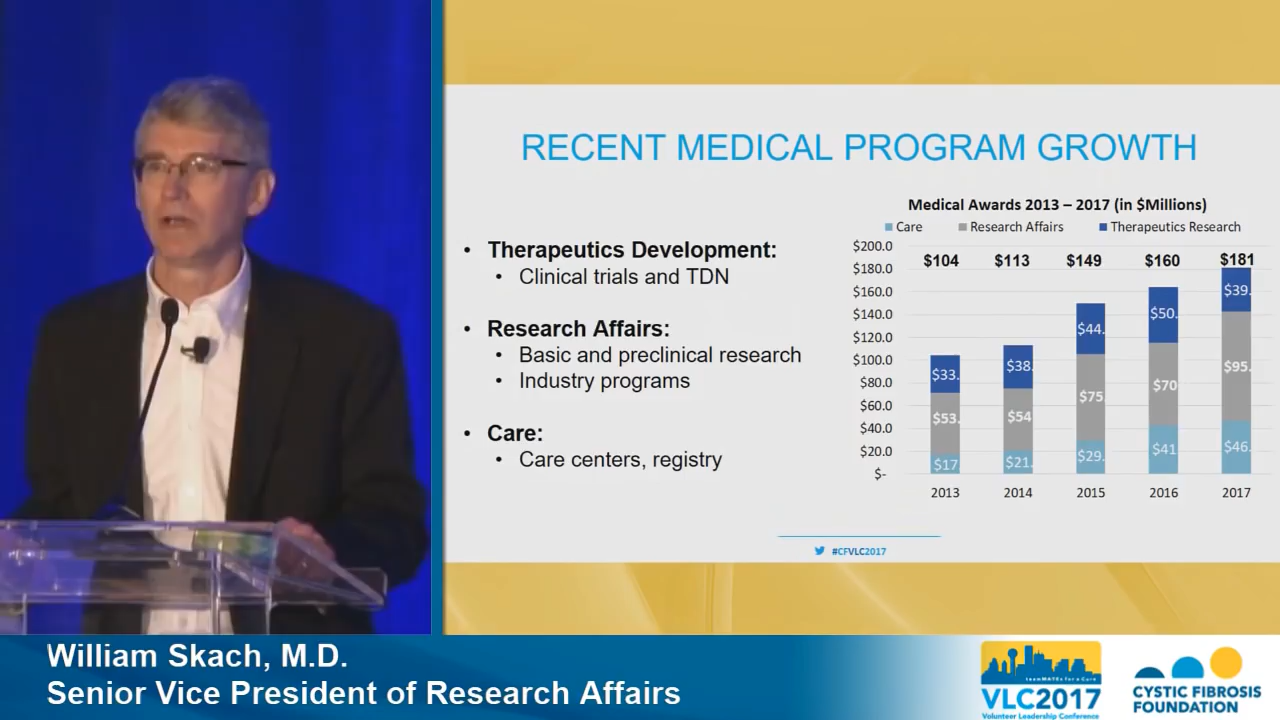 RECENT MEDICAL PROGRAM GROWTH
• Therapeutics Development:
• Clinical trials and TDN
• Research Affairs:
• Basic and preclinical research
• Industry programs
• Care:
• Care centers, registry
Medical Awards 2013 – 2017 (in $Millions)
Care Research Affairs Therapeutics Research
$200.0
$180.0
$160.0
$140.0
$120.0
$100.0
$80.0
$60.0
$40.0
$20.0
$-
$104 $113 $149 $160 $181
$33. $38. $44. $50. $39.
$53. $54 $75. $70 $95.
$17 $21. $29. $41 $46.
2013 2014 2015 2016 2017
#CFVLC2017
William Skach, M.D.
Senior Vice President of Research Affairs
teamMATEs for a Cure
VLC2017
Volunteer Leadership Conference
CYSTIC FIBROSIS
FOUNDATION